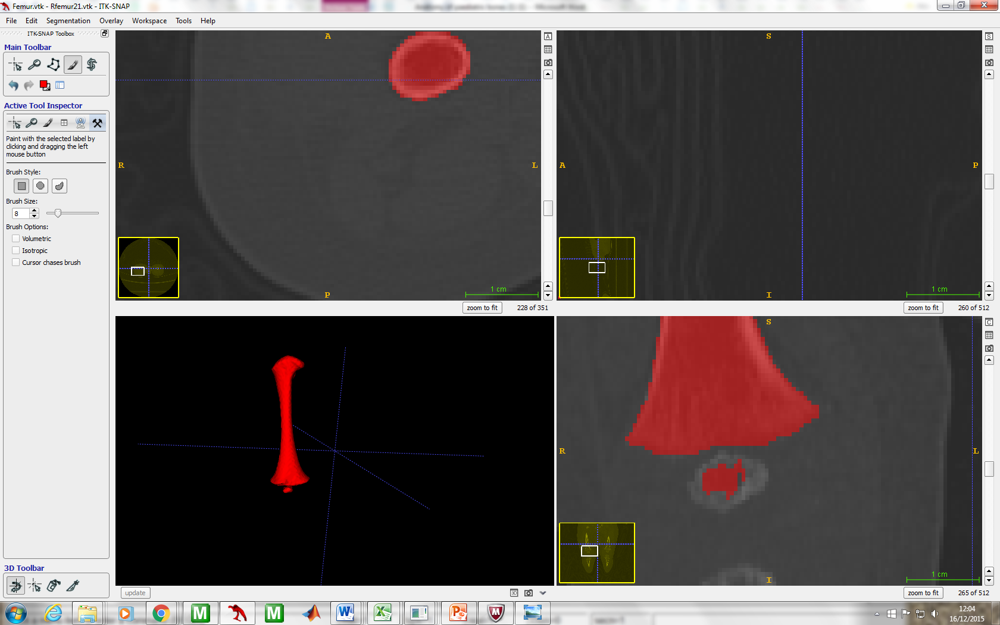 Femur.vtk - Rfemur21.vtk - ITK-SNAP
File Edit Segmentation Overlay Workspace Tools Help
ITK-SNAP Toolbox
Main Toolbar
Active Tool Inspector
Paint with the selected label by
clicking and dragging the left
mouse button
Brush Style:
Brush Size:
8
Brush Options:
Volumetric
Isotropic
Cursor chases brush
3D Toolbar
A
R
L
P
1 cm
zoom to fit 228 of 351
A
S
A
P
I
1 cm
zoom to fit 260 of 512
S
update
3D
S
R
L
I
1 cm
zoom to fit 265 of 512
C
12:04
16/12/2015